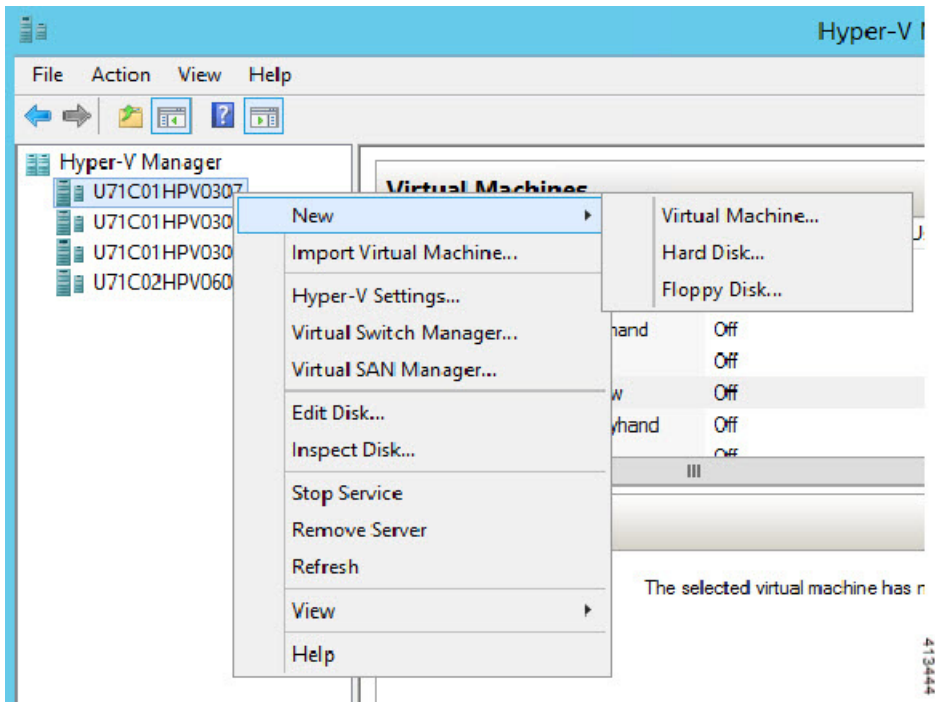 Hyper-V
File Action View Help
Hyper-V Manager
U71C01HPV0307
U71C01HPV030
U71C01HPV030
U71C02HPV060
Virtual Machines
New
Import Virtual Machine...
Hyper-V Settings...
Virtual Switch Manager...
Virtual SAN Manager...
Edit Disk...
Inspect Disk...
Stop Service
Remove Server
Refresh
View
Help
Virtual Machine...
Hard Disk...
Floppy Disk...
hand Off
Off
w Off
yhand Off
Off
The selected virtual machine has
413444